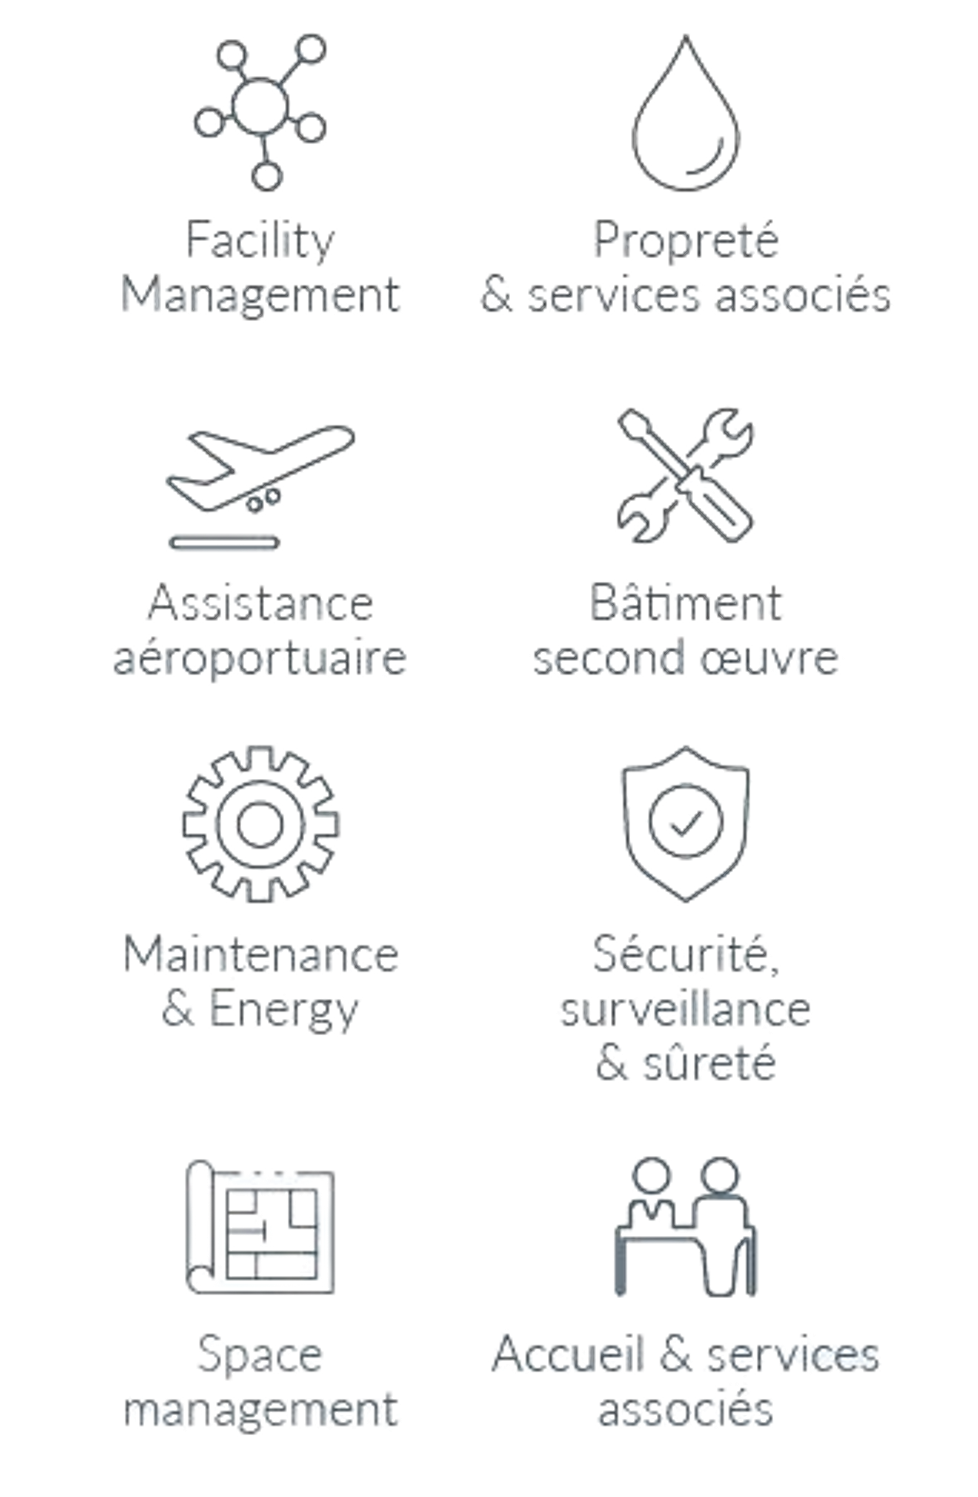 Facility
Management
Propreté
& services associés
Assistance
aéroportuaire
Bâtiment
second œuvre
Maintenance
& Energy
Sécurité,
surveillance
& sûreté
Space
management
Accueil & services
associés